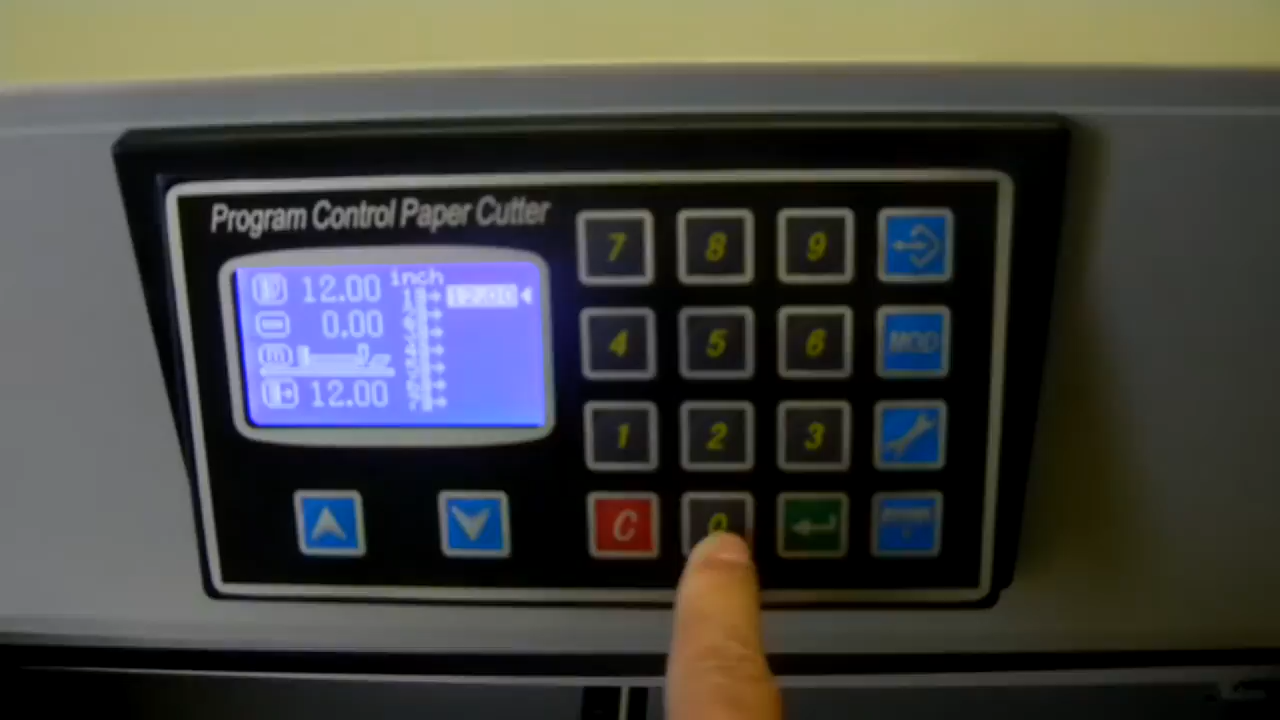 Program Control Paper Cutter
12.00 inch
12.00
0.00
12.00
7 8 9
4 5 6 MOD
1 2 3
C 0